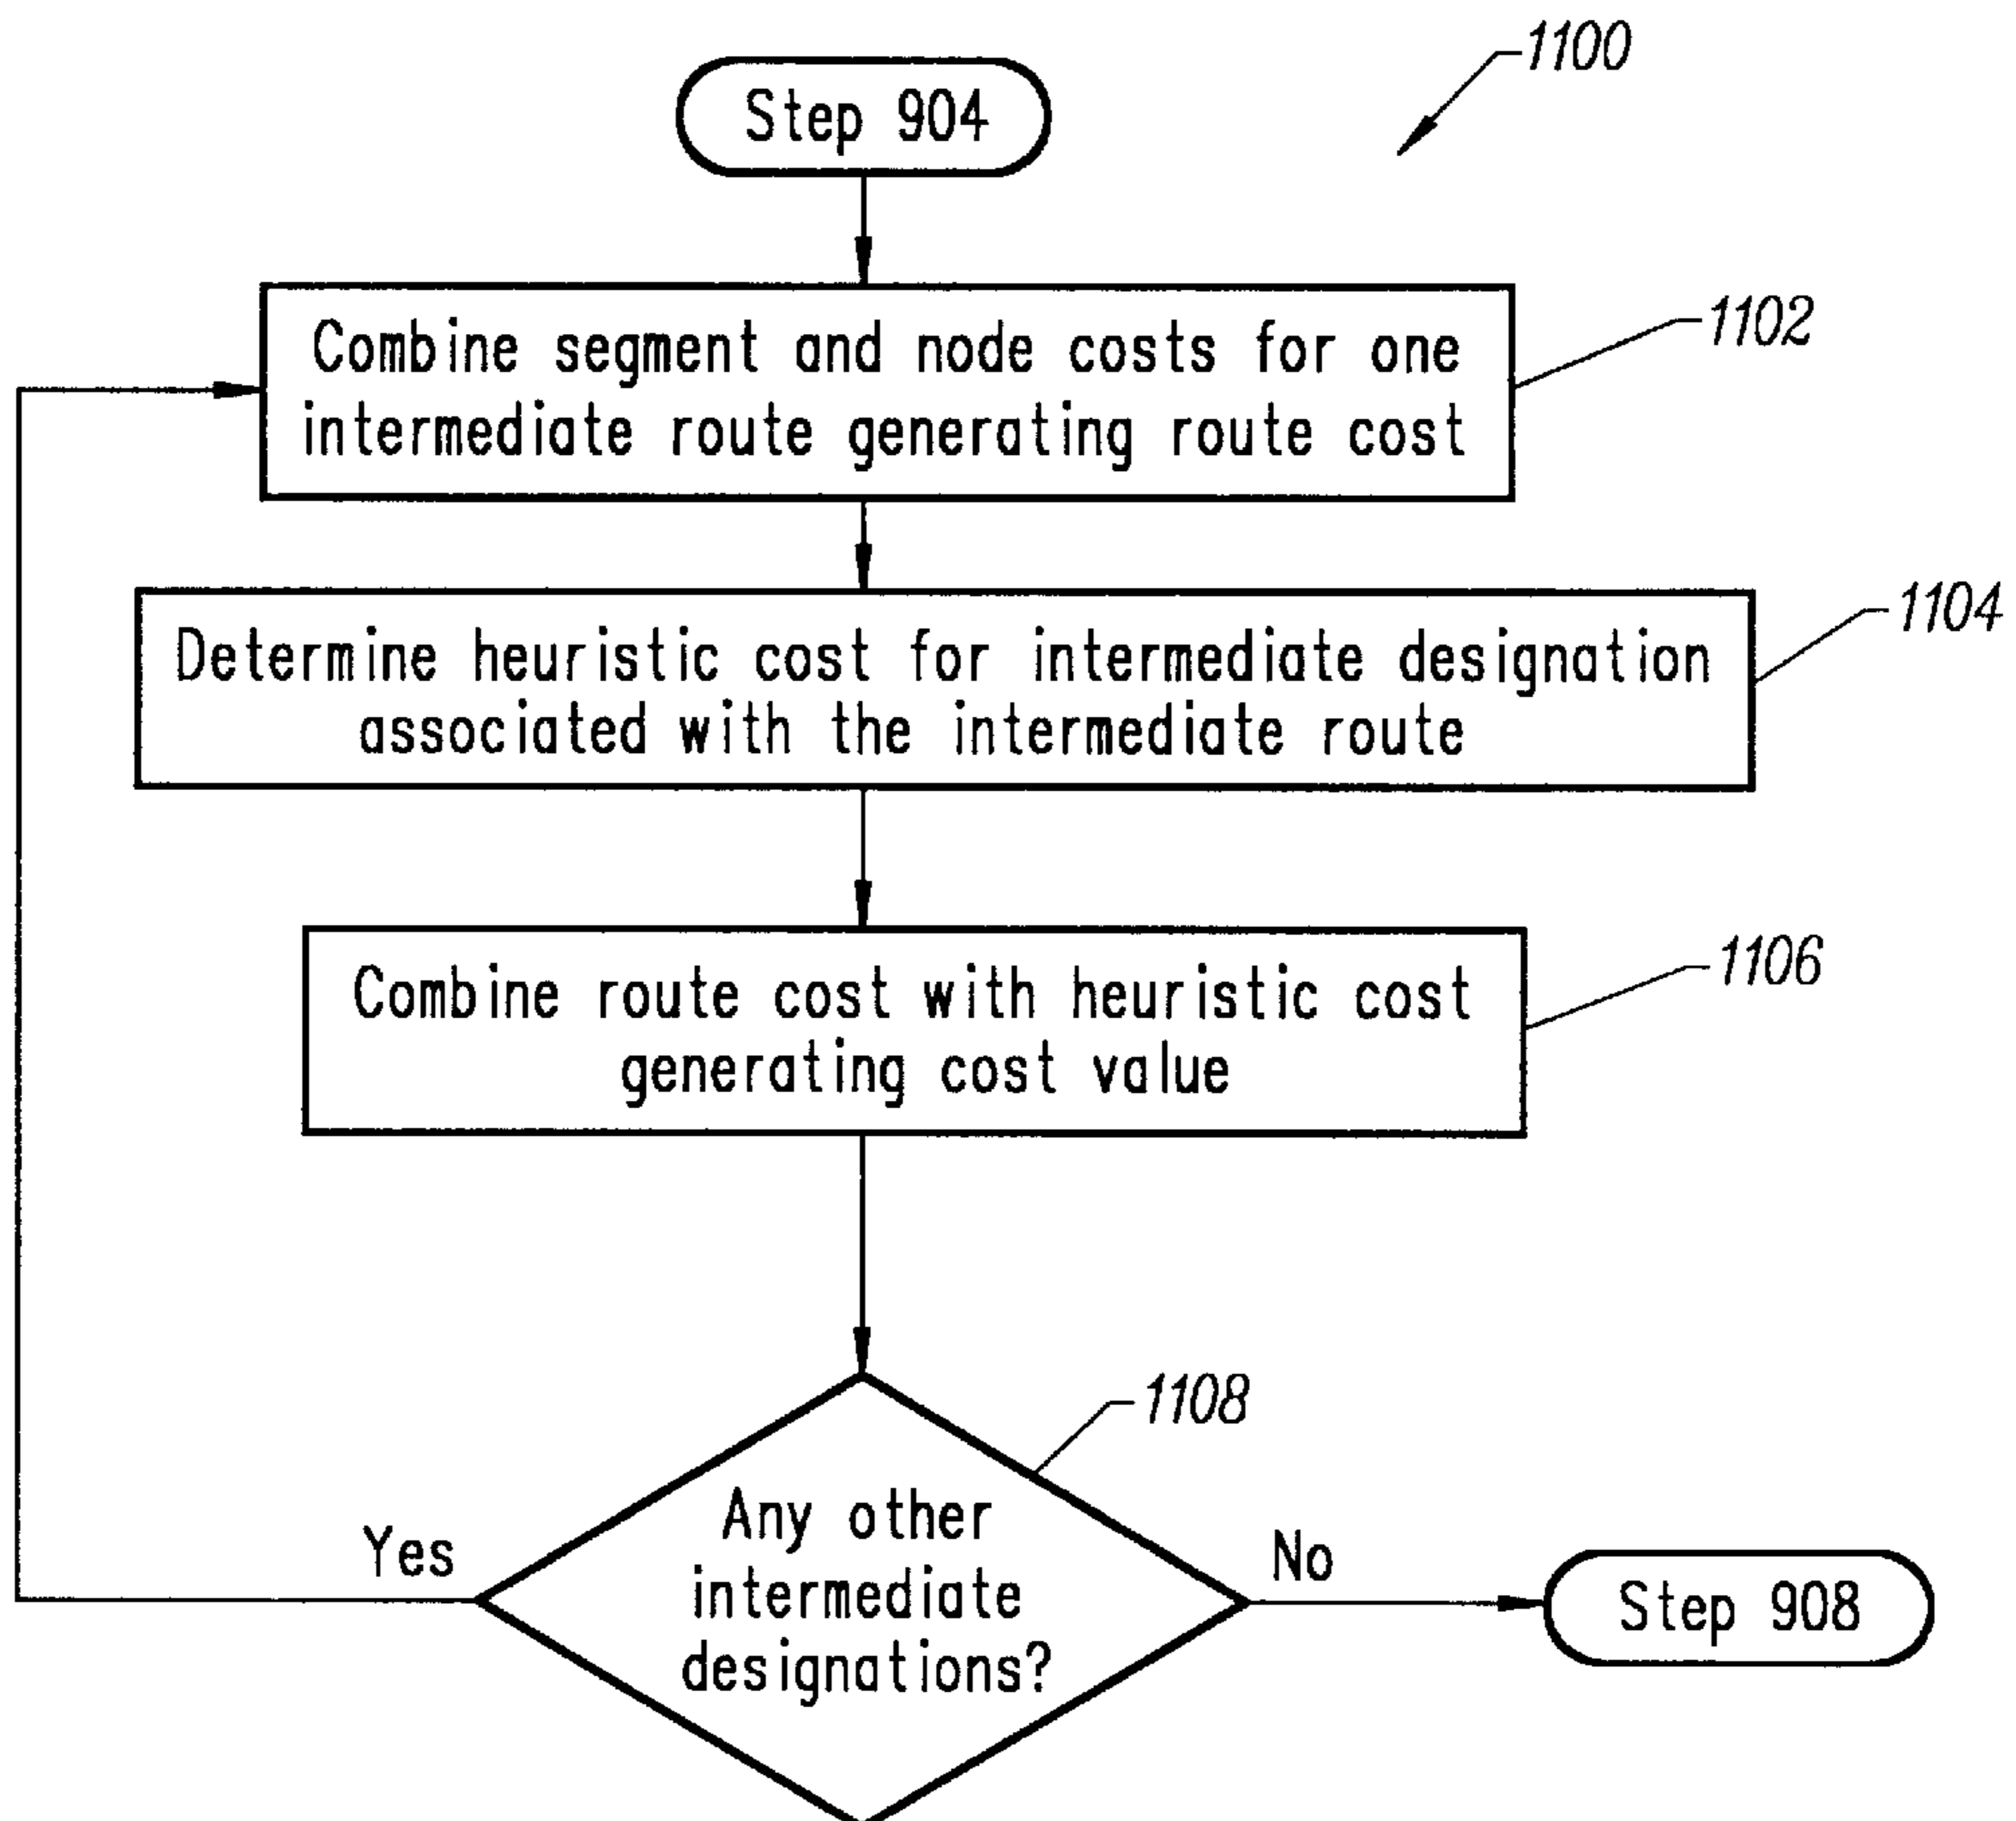 1100
Step 904
Combine segment and node costs for one
intermediate route generating route cost
1102
Determine heuristic cost for intermediate designation
associated with the intermediate route
1104
Combine route cost with heuristic cost
generating cost value
1106
1108
Any other
intermediate
designations?
Yes
No
Step 908